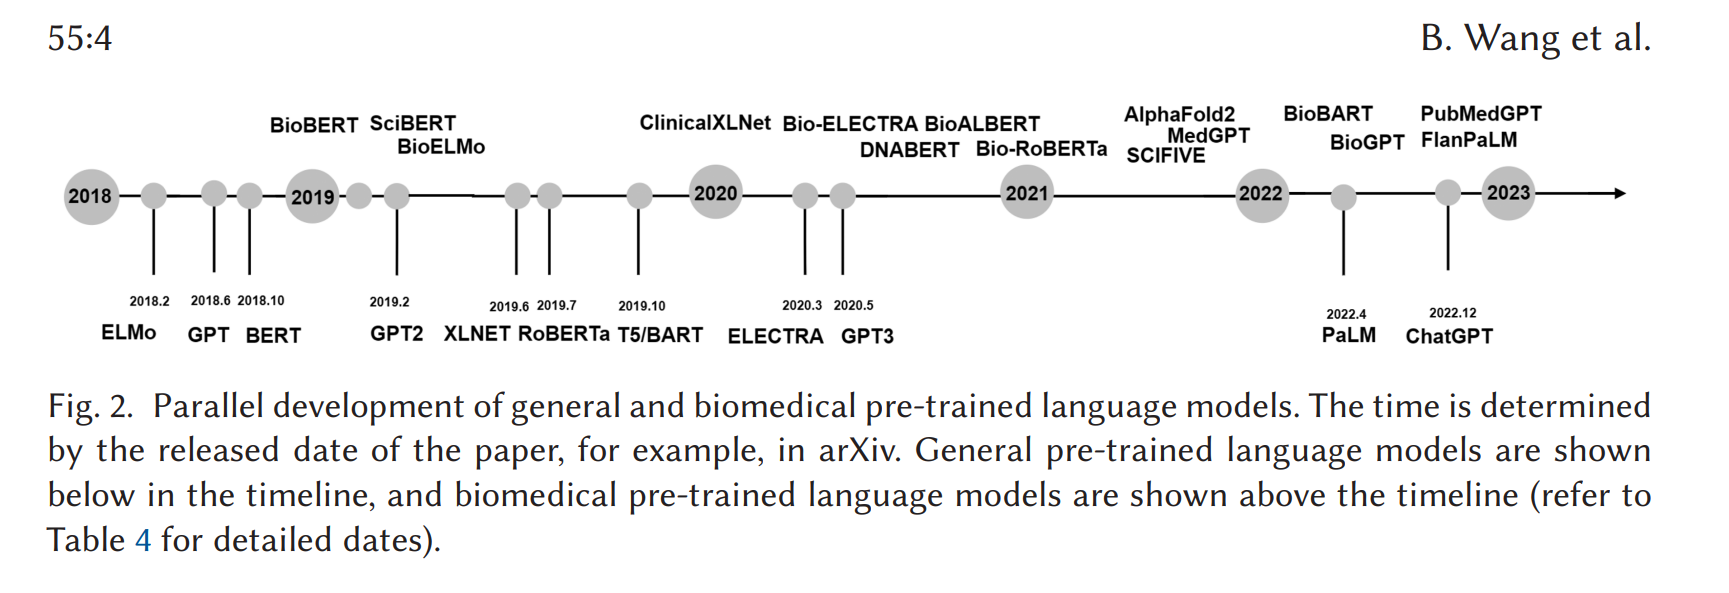 55:4 B. Wang et al.
AlphaFold2 BioBART PubMedGPT
BioBERT SciBERT ClinicalXLNet Bio-ELECTRA BioALBERT MedGPT
BioELMo DNABERT Bio-RoBERTa SCIFIVE BioGPT FlanPaLM
2018 2019 2020 2021 2022 2023
2018.2 2018.6 2018.10 2019.2 2019.6 2019.7 2019.10 2020.3 2020.5 2022.4 2022.12
ELMo GPT BERT GPT2 XLNET RoBERTa T5/BART ELECTRA GPT3 PaLM ChatGPT
Fig. 2. Parallel development of general and biomedical pre-trained language models. The time is determined
by the released date of the paper, for example, in arXiv. General pre-trained language models are shown
below in the timeline, and biomedical pre-trained language models are shown above the timeline (refer to
Table 4 for detailed dates).